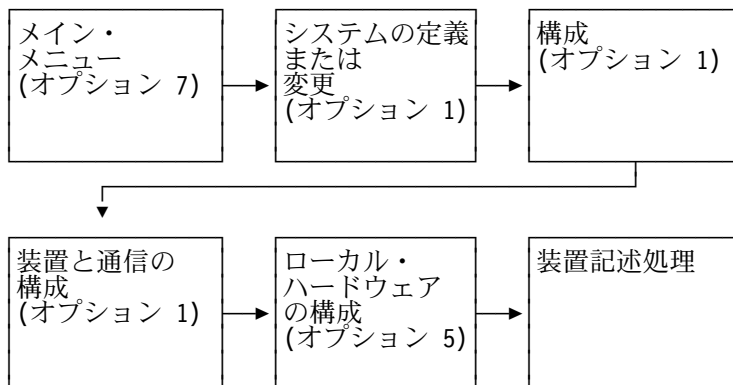 メイン・
メニュー
(オプション 7)
システムの定義
または
変更
(オプション 1)
構成
(オプション 1)
装置と通信の
構成
(オプション 1)
ローカル・
ハードウェア
の構成
(オプション 5)
装置記述処理